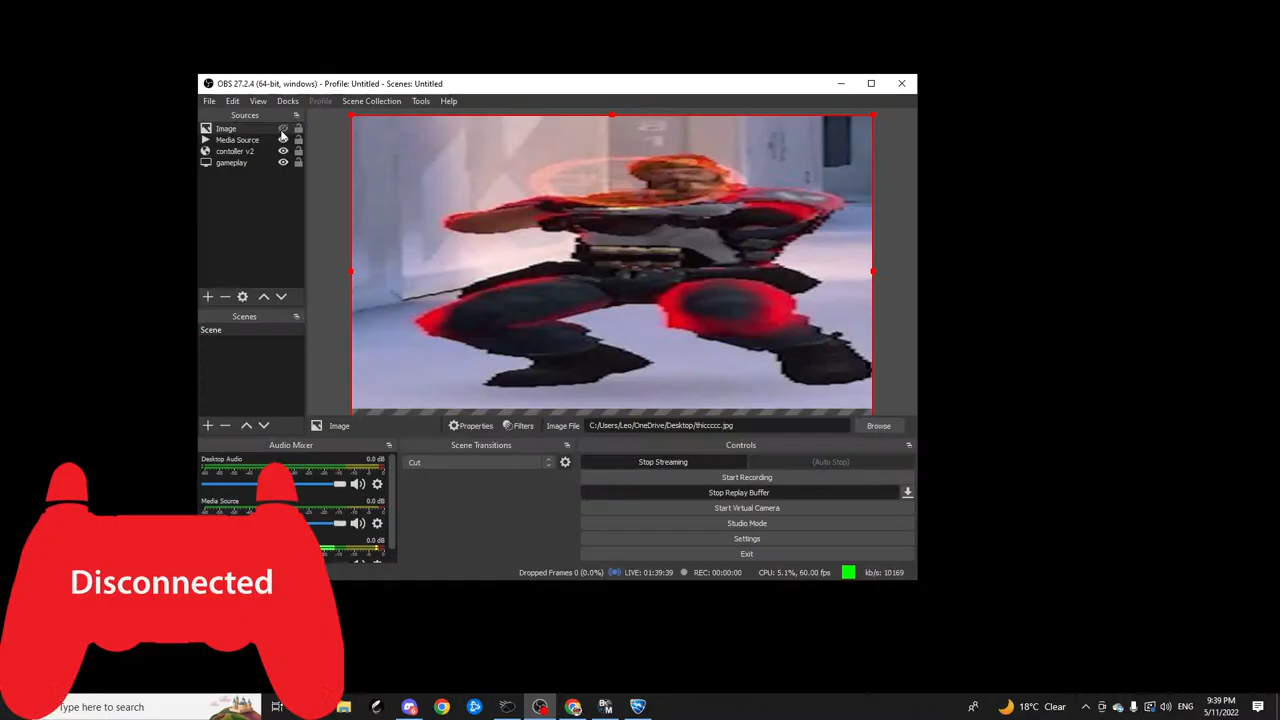 OBS 27.2.4 (64-bit, windows) - Profile: Untitled - Scenes: Untitled
File Edit View Docks Profile Scene Collection Tools Help
Sources
Image
Media Source
contoller v2
gameplay
Scenes
Scene
Image Properties Filters Image File C:/Users/Leo/OneDrive/Desktop/thiccccc.jpg Browse
Audio Mixer Scene Transitions Controls
Desktop Audio 0.0 dB
Cut
Stop Streaming (Auto Stop)
Start Recording
Stop Replay Buffer
Media Source 0.0 dB
Start Virtual Camera
Studio Mode
Settings
0.0 dB
Exit
Dropped Frames 0 (0.0%) LIVE: 01:39:39 REC: 00:00:00 CPU: 5.1%, 60.00 fps kb/s: 10169
Disconnected
Type here to search
18°C Clear
ENG
9:39 PM
5/11/2022